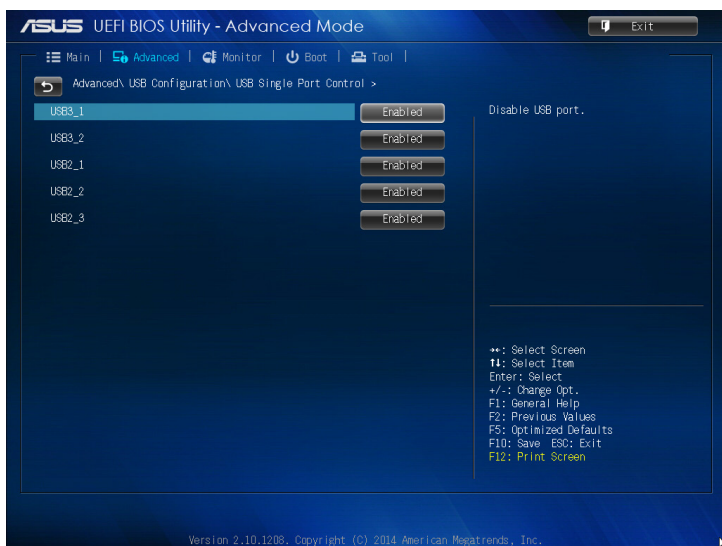 ASUS UEFI BIOS Utility - Advanced Mode
Exit
Main | Advanced | Monitor | Boot | Tool |
Advanced\ USB Configuration\ USB Single Port Control >
USB3_1 Enabled
Disable USB port.
USB3_2 Enabled
USB2_1 Enabled
USB2_2 Enabled
USB2_3 Enabled
→←: Select Screen
↑↓: Select Item
Enter: Select
+/-: Change Opt.
F1: General Help
F2: Previous Values
F5: Optimized Defaults
F10: Save ESC: Exit
F12: Print Screen
Version 2.10.1208. Copyright (C) 2014 American Megatrends, Inc.